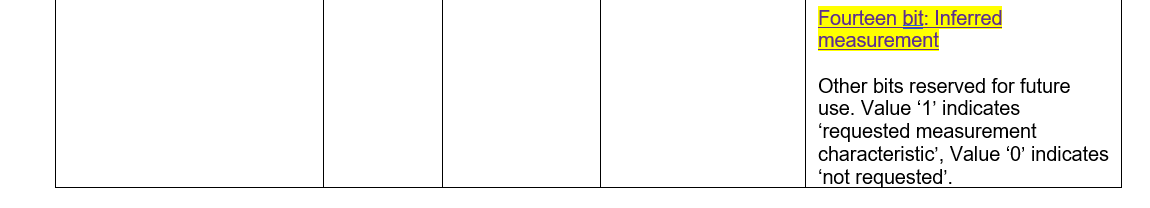 Fourteen bit: Inferred
measurement
Other bits reserved for future
use. Value ‘1’ indicates
‘requested measurement
characteristic’, Value ‘0’ indicates
‘not requested’.